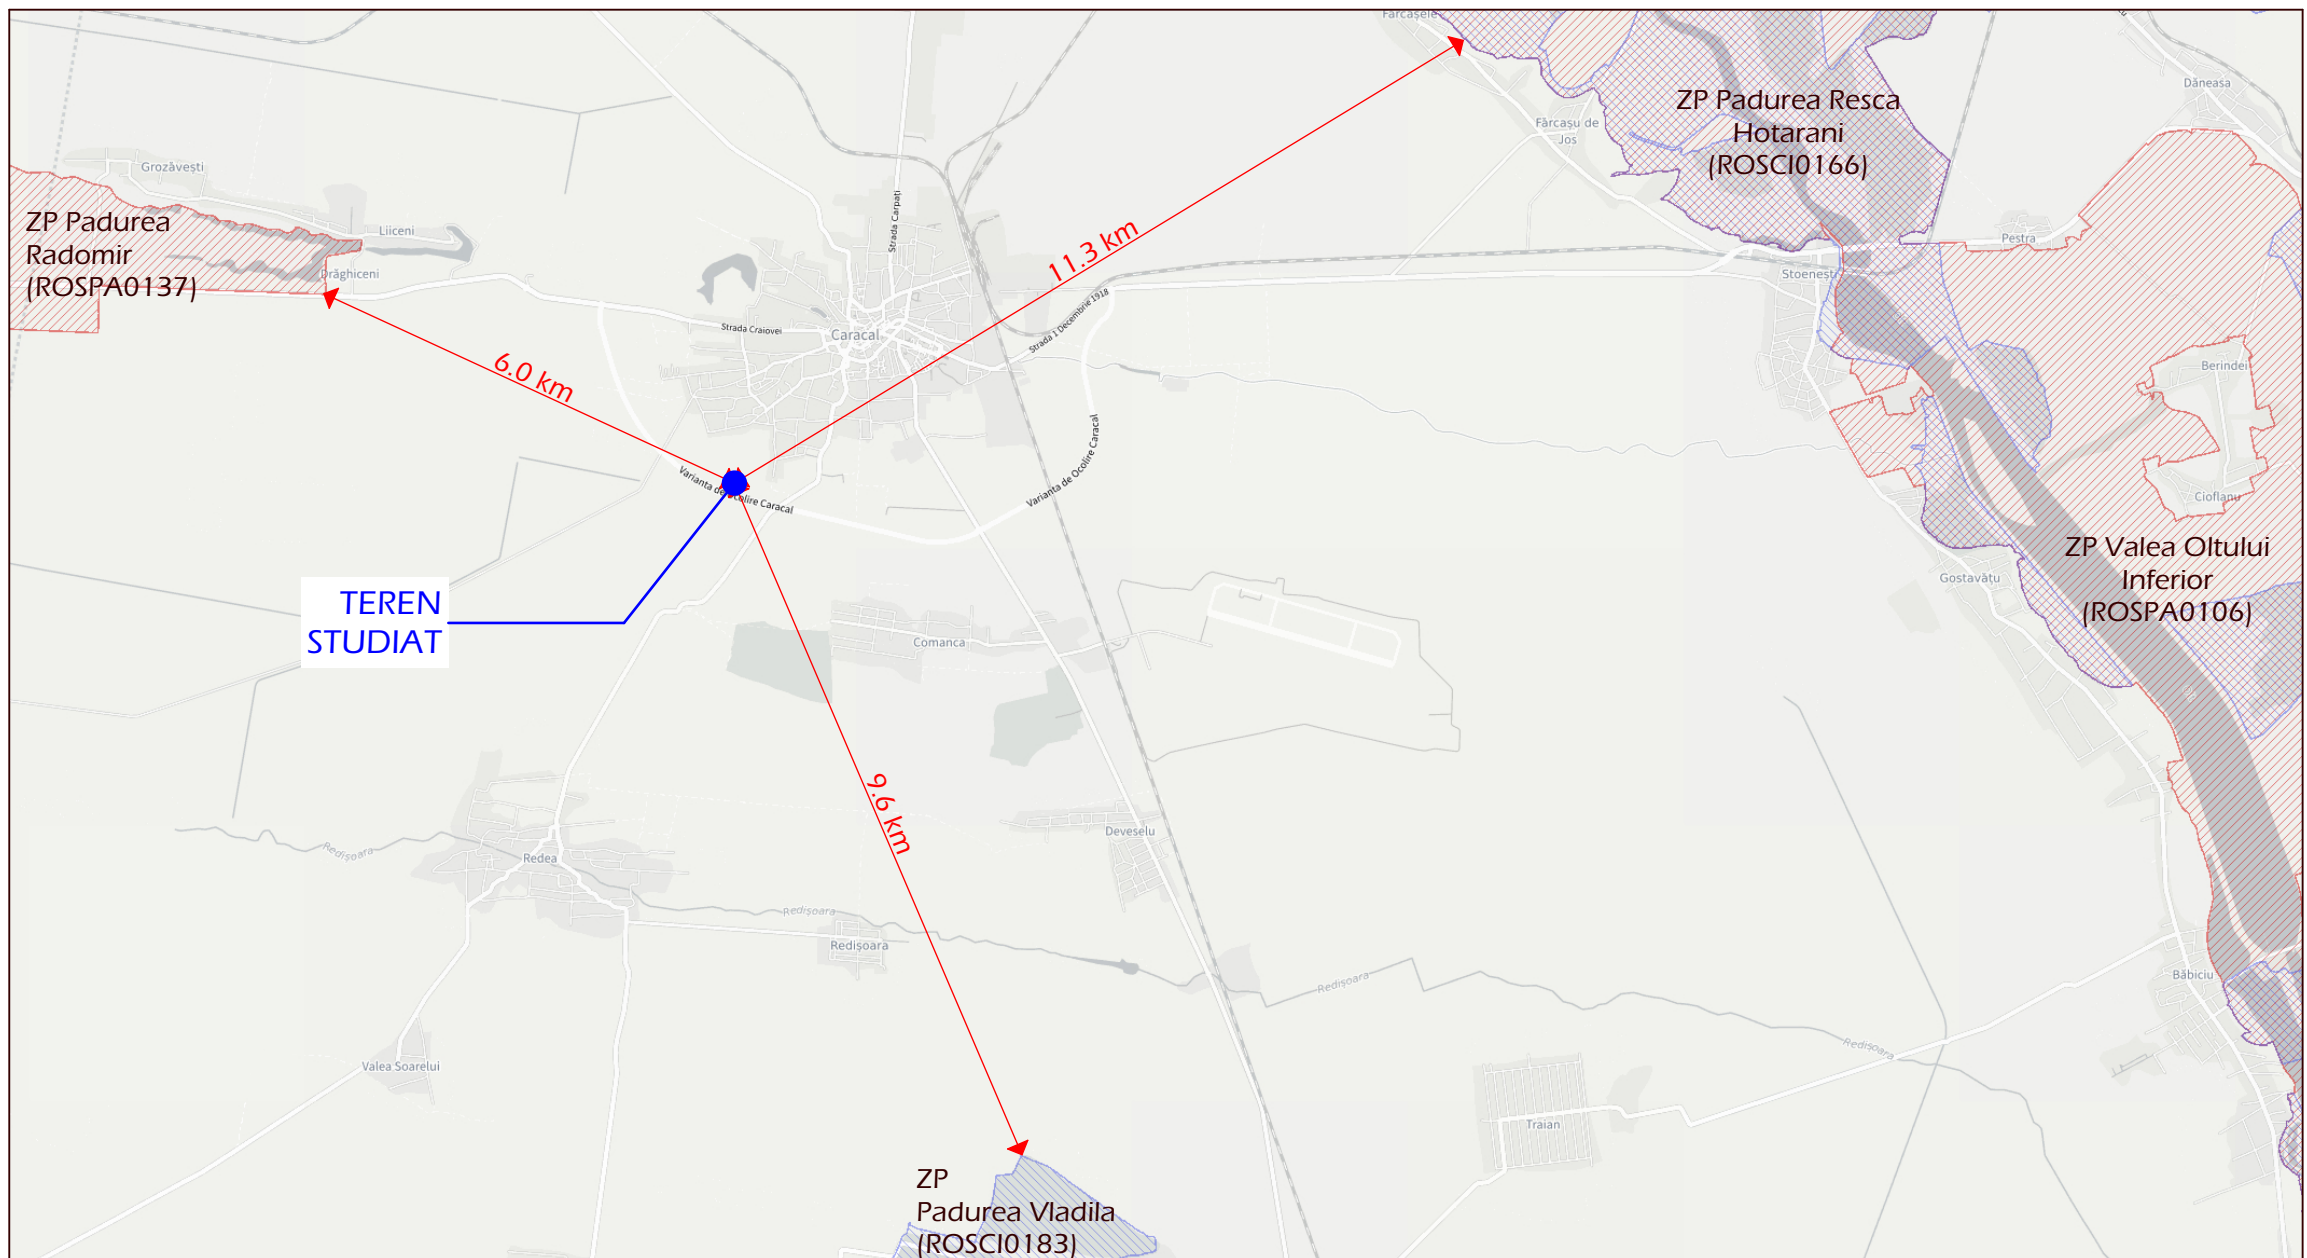 Fărcașele
Dăneasa
ZP Padurea Resca
Hotarani
(ROSCI0166)
Fărcașu de
Jos
Grozăvești
ZP Padurea
Radomir
(ROSPA0137)
Liiceni
Drăghiceni
Strada Carpați
11.3 km
Pestra
Stoenești
Strada 1 Decembrie 1918
Strada Craiovei
Caracal
6.0 km
Berindei
Varianta de Ocolire Caracal
Varianta de Ocolire Caracal
Cioflanu
ZP Valea Oltului
Inferior
(ROSPA0106)
Gostavățu
TEREN
STUDIAT
Comanca
9.6 km
Deveselu
Redișoara
Redea
Redișoara
Redișoara
Redișoara
Băbiciu
Redișoara
Valea Soarelui
Traian
ZP
Padurea Vladila
(ROSCI0183)